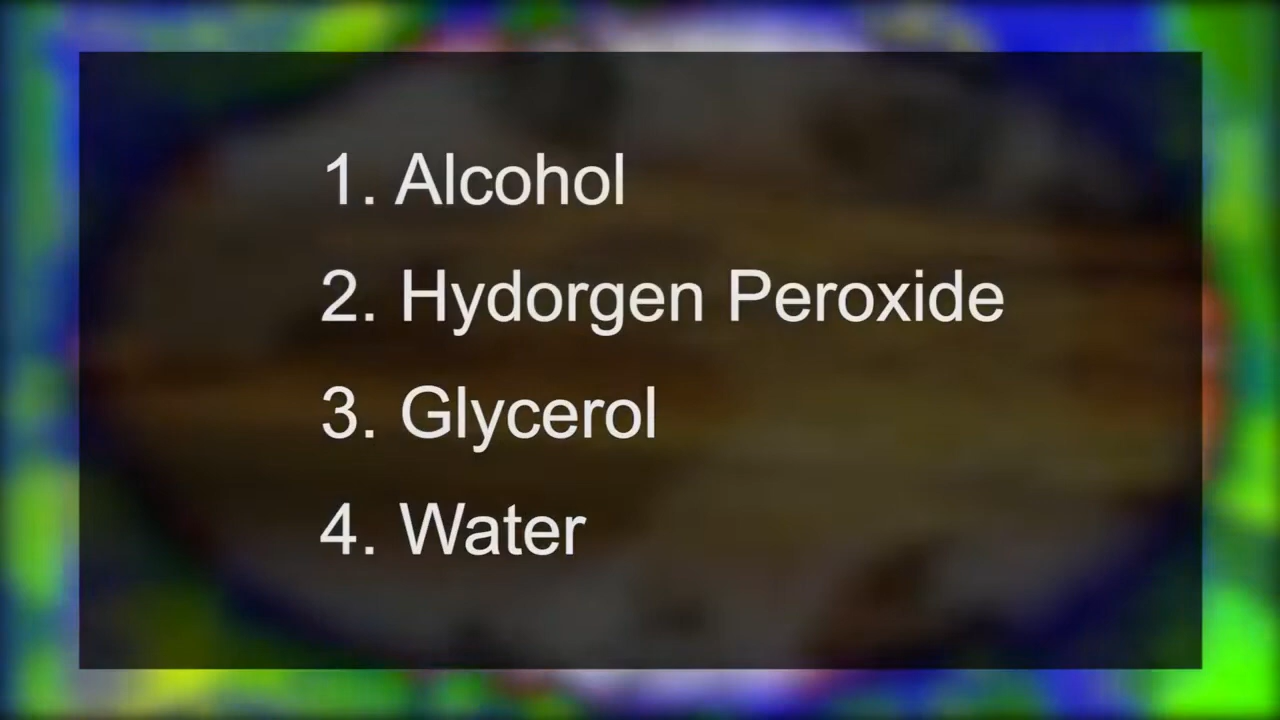 1. Alcohol
2. Hydorgen Peroxide
3. Glycerol
4. Water